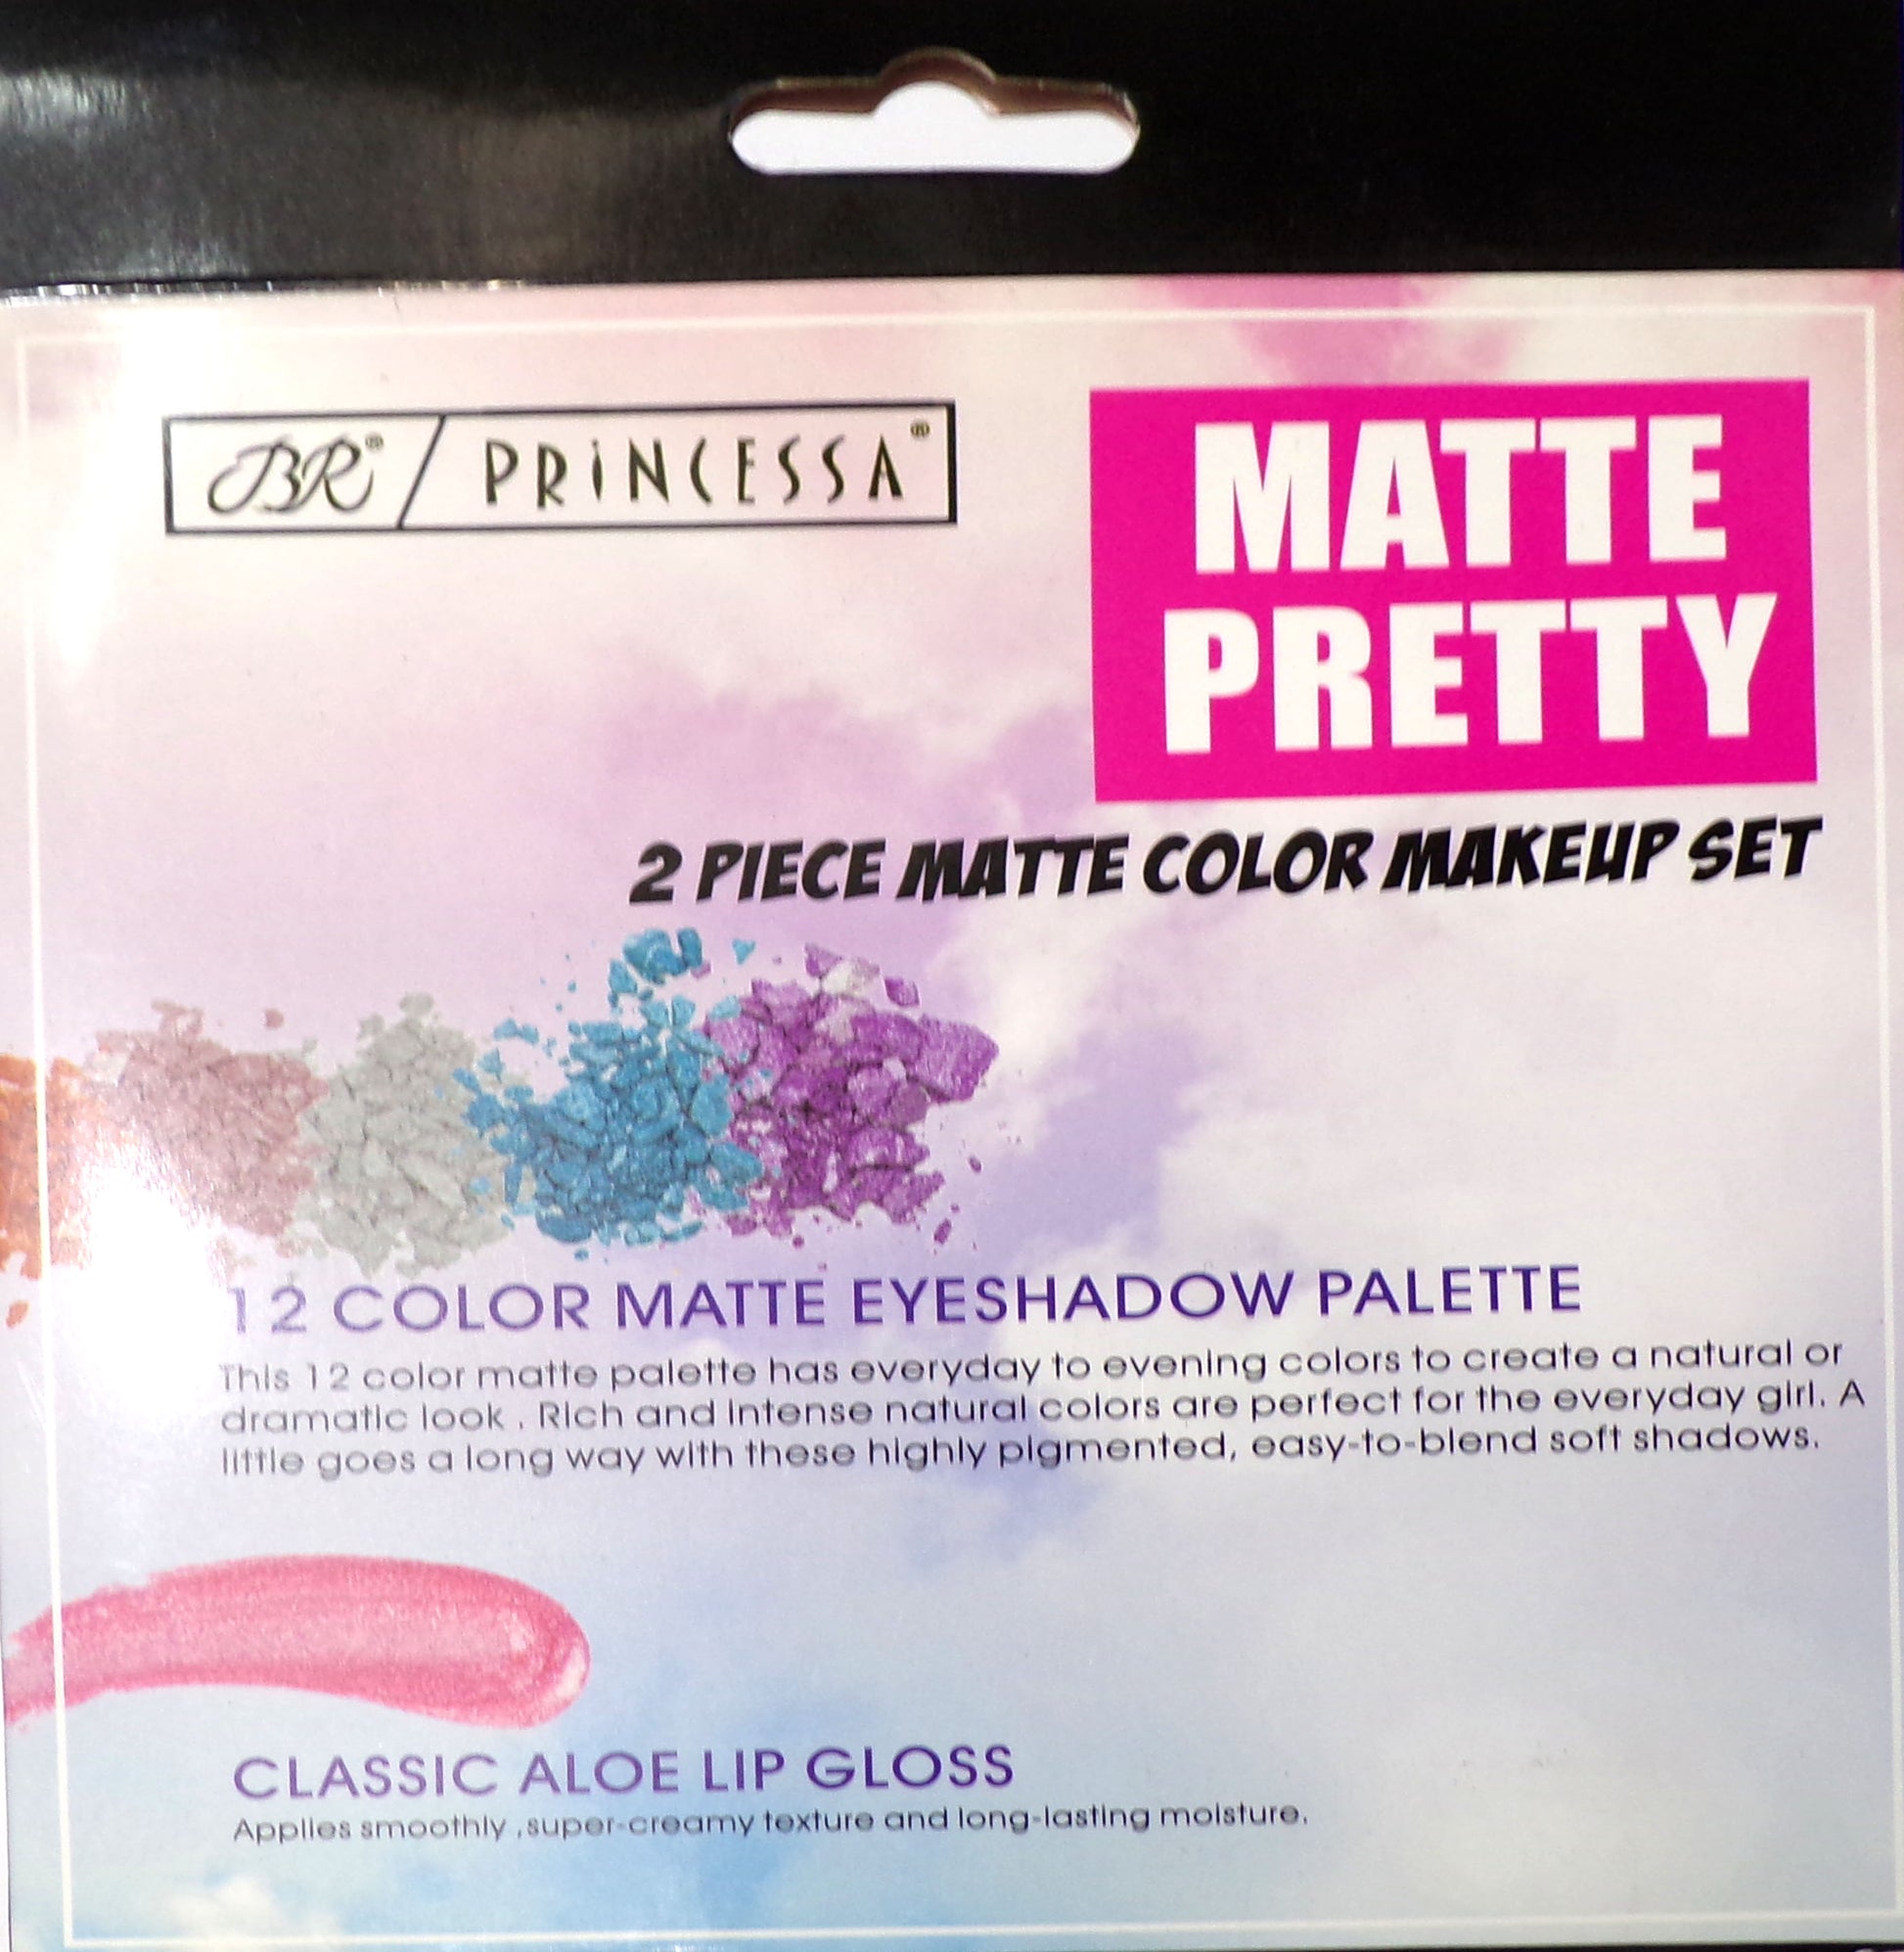 BR® / PRINCESSA®
MATTE
PRETTY
2 PIECE MATTE COLOR MAKEUP SET
12 COLOR MATTE EYESHADOW PALETTE
This 12 color matte palette has everyday to evening colors to create a natural or
dramatic look . Rich and intense natural colors are perfect for the everyday girl. A
little goes a long way with these highly pigmented, easy-to-blend soft shadows.
CLASSIC ALOE LIP GLOSS
Applies smoothly ,super-creamy texture and long-lasting moisture.